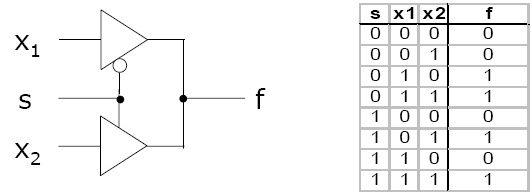 x1
s
x2
f
s x1 x2 f
0 0 0 0
0 0 1 0
0 1 0 1
0 1 1 1
1 0 0 0
1 0 1 1
1 1 0 0
1 1 1 1